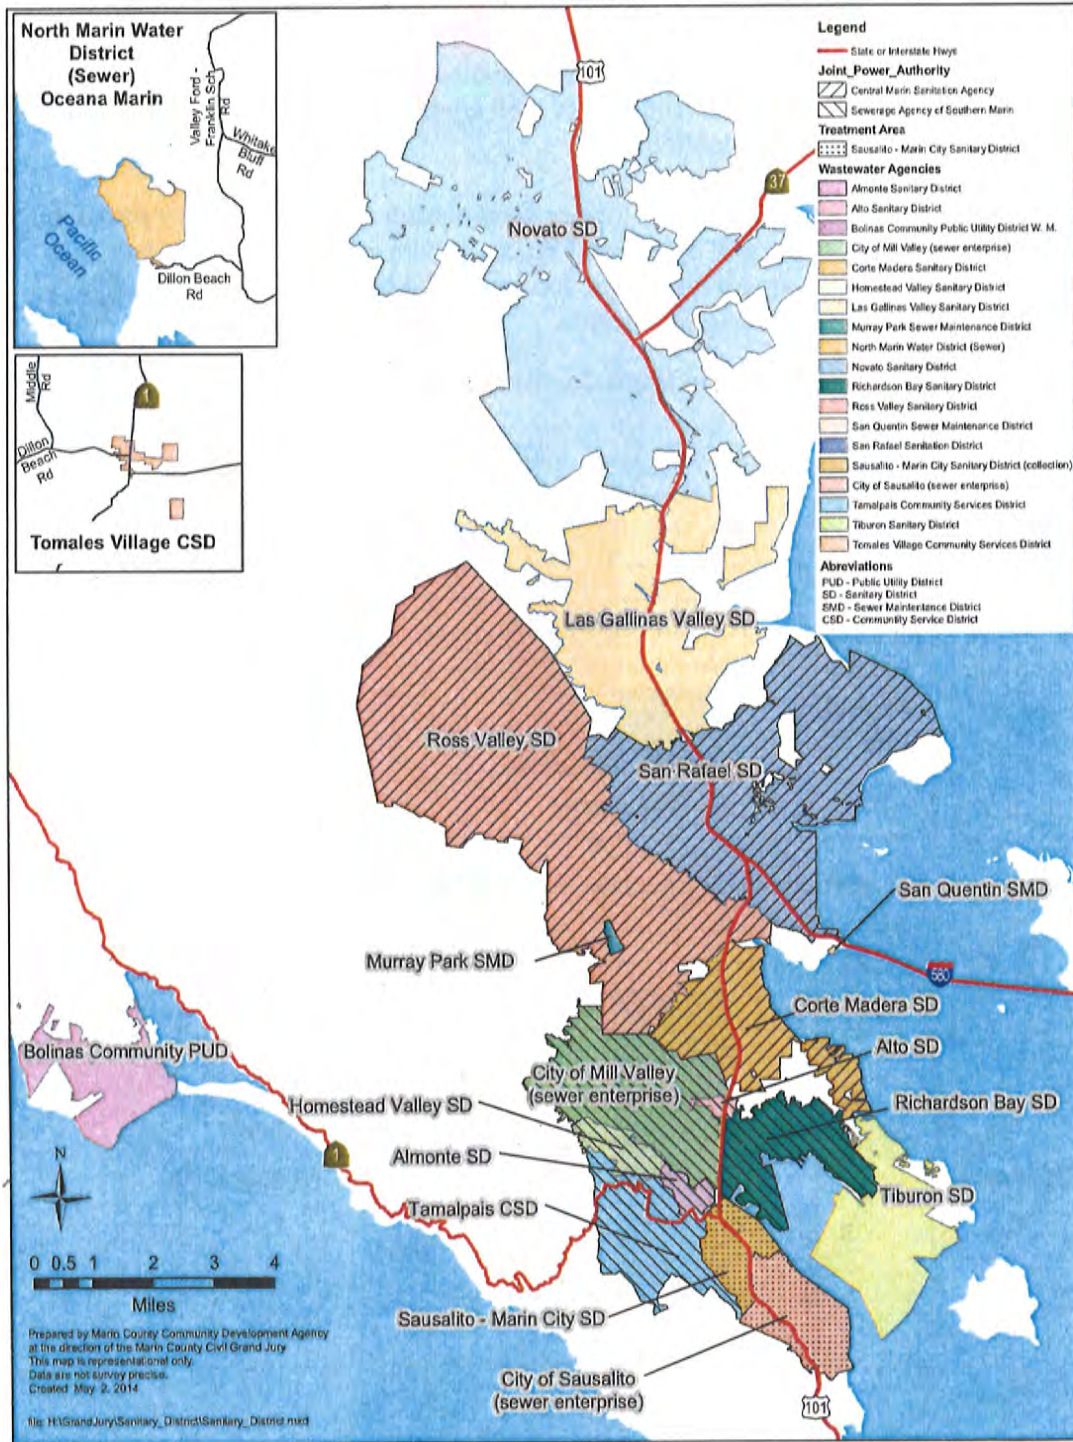 North Marin Water
District
(Sewer)
Oceana Marin
Valley Ford -
Franklin Sch
Rd
Whitake
Bluff
Rd
Pacific
Ocean
Dillon Beach
Rd
Middle
Rd
1
Dillon
Beach
Rd
Tomales Village CSD
Legend
State or Interstate Hwys
Joint_Power_Authority
Central Marin Sanitation Agency
Sewerage Agency of Southern Marin
Treatment Area
Sausalito - Marin City Sanitary District
Wastewater Agencies
Almonte Sanitary District
Alto Sanitary District
Bolinas Community Public Utility District W. M.
City of Mill Valley (sewer enterprise)
Corte Madera Sanitary District
Homestead Valley Sanitary District
Las Gallinas Valley Sanitary District
Murray Park Sewer Maintenance District
North Marin Water District (Sewer)
Novato Sanitary District
Richardson Bay Sanitary District
Ross Valley Sanitary District
San Quentin Sewer Maintenance District
San Rafael Sanitation District
Sausalito - Marin City Sanitary District (collection)
City of Sausalito (sewer enterprise)
Tamalpais Community Services District
Tiburon Sanitary District
Tomales Village Community Services District
Abreviations
PUD - Public Utility District
SD - Sanitary District
SMD - Sewer Maintentance District
CSD - Community Service District
101
37
Novato SD
Las Gallinas Valley SD
Ross Valley SD
San Rafael SD
San Quentin SMD
Murray Park SMD
580
Corte Madera SD
Bolinas Community PUD
Alto SD
City of Mill Valley
(sewer enterprise)
Richardson Bay SD
Homestead Valley SD
Almonte SD
1
Tiburon SD
Tamalpais CSD
Sausalito - Marin City SD
City of Sausalito
(sewer enterprise)
101
N
0 0.5 1 2 3 4
Miles
Prepared by Marin County Community Development Agency
at the direction of the Marin County Civil Grand Jury
This map is representational only.
Data are not survey precise.
Created May 2, 2014
file: H:\GrandJury\Sanitary_District\Sanitary_District.mxd